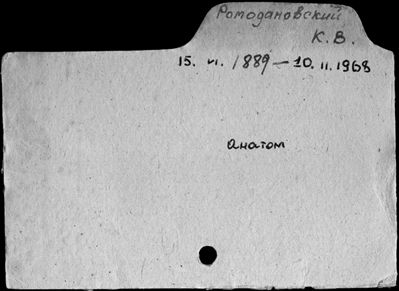 Ромодановский
К. В.
15. VI. 1889 — 10. II. 1968
Анатом